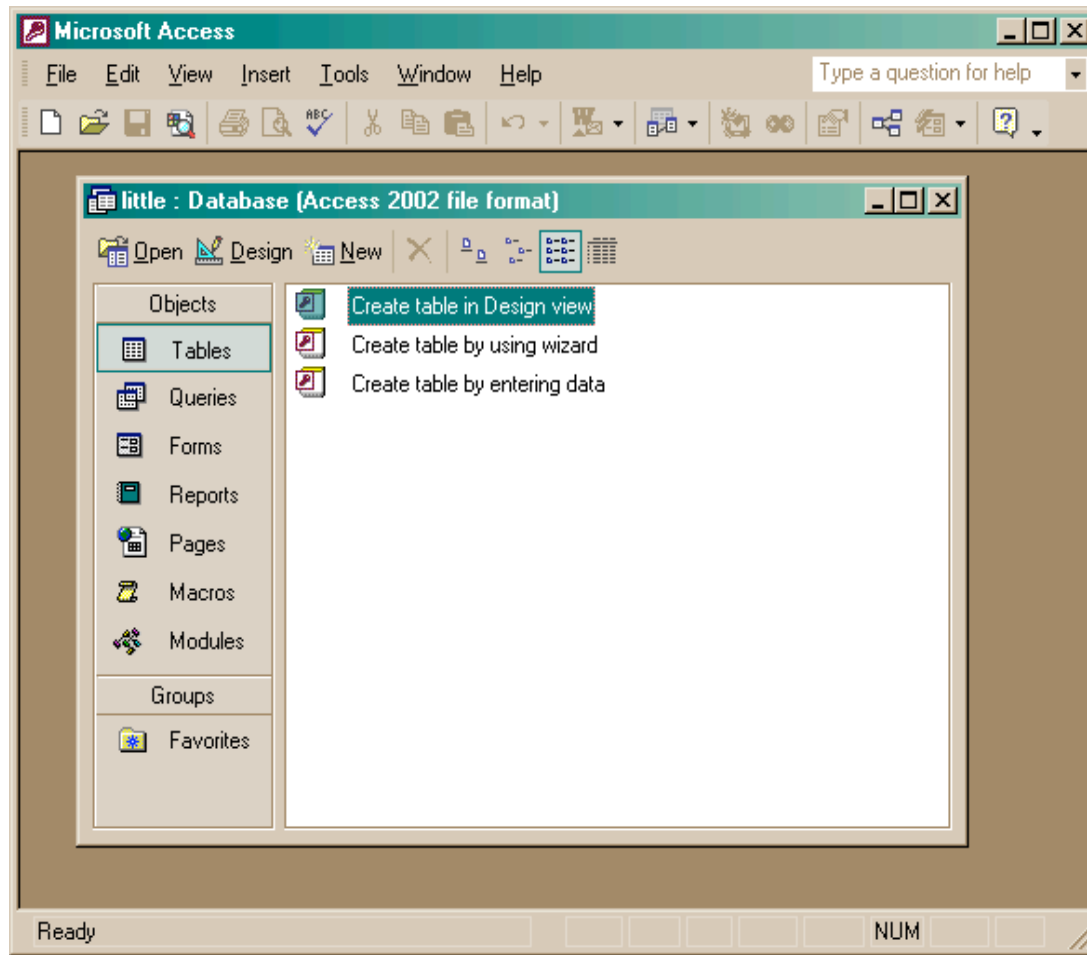 Microsoft Access
File Edit View Insert Tools Window Help Type a question for help
ABC
W
little : Database (Access 2002 file format)
Open Design New
Objects
Tables
Queries
Forms
Reports
Pages
Macros
Modules
Groups
Favorites
Create table in Design view
Create table by using wizard
Create table by entering data
Ready NUM